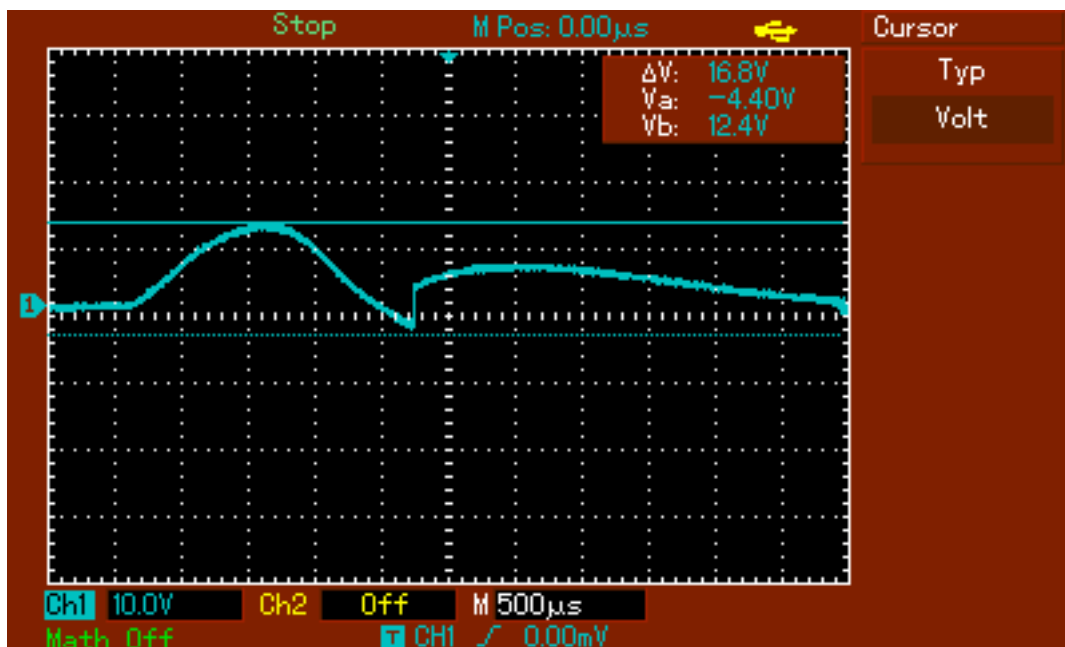 Stop M Pos: 0.00µs Cursor
ΔV: 16.8V Typ
Va: -4.40V
Vb: 12.4V Volt
1
Ch1 10.0V Ch2 Off M 500µs
Math Off T CH1 0.00mV